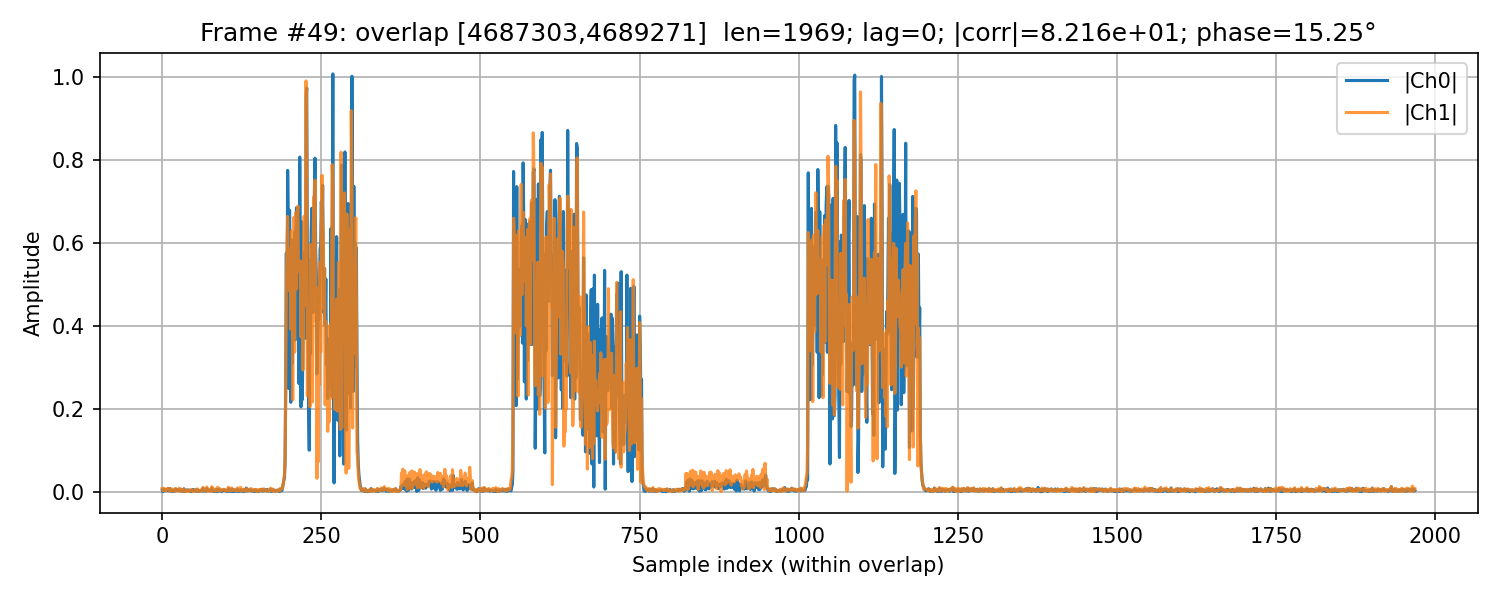 Frame #49: overlap [4687303,4689271]  len=1969; lag=0; |corr|=8.216e+01; phase=15.25°
|Ch0|
|Ch1|
Amplitude
1.0
0.8
0.6
0.4
0.2
0.0
0 250 500 750 1000 1250 1500 1750 2000
Sample index (within overlap)